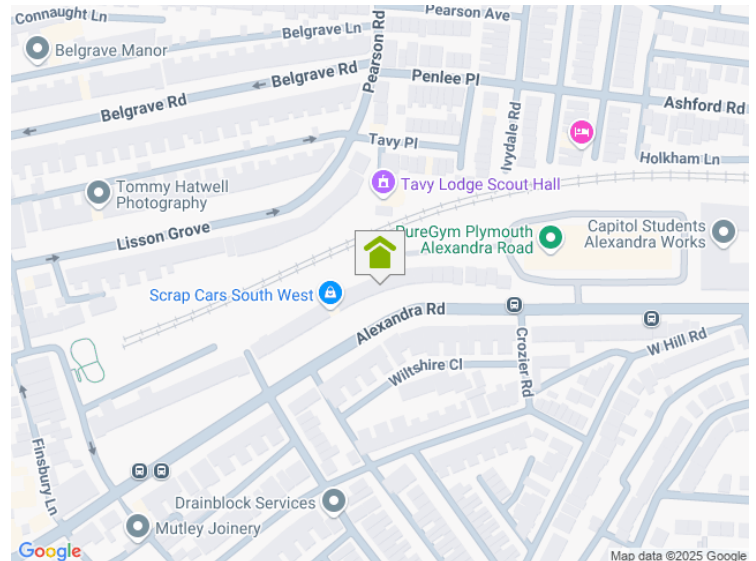 Connaught Ln
Pearson Ave
Belgrave Ln
Belgrave Manor
Pearson Rd
Belgrave Rd
Belgrave Rd
Penlee Pl
Ashford Rd
Ivydale Rd
Tavy Pl
Holkham Ln
Tavy Lodge Scout Hall
Tommy Hatwell
Photography
Lisson Grove
PureGym Plymouth
Alexandra Road
Capitol Students
Alexandra Works
Scrap Cars South West
Alexandra Rd
Crozier Rd
W Hill Rd
Wiltshire Cl
Finsbury Ln
Drainblock Services
Mutley Joinery
Google
Map data ©2025 Google